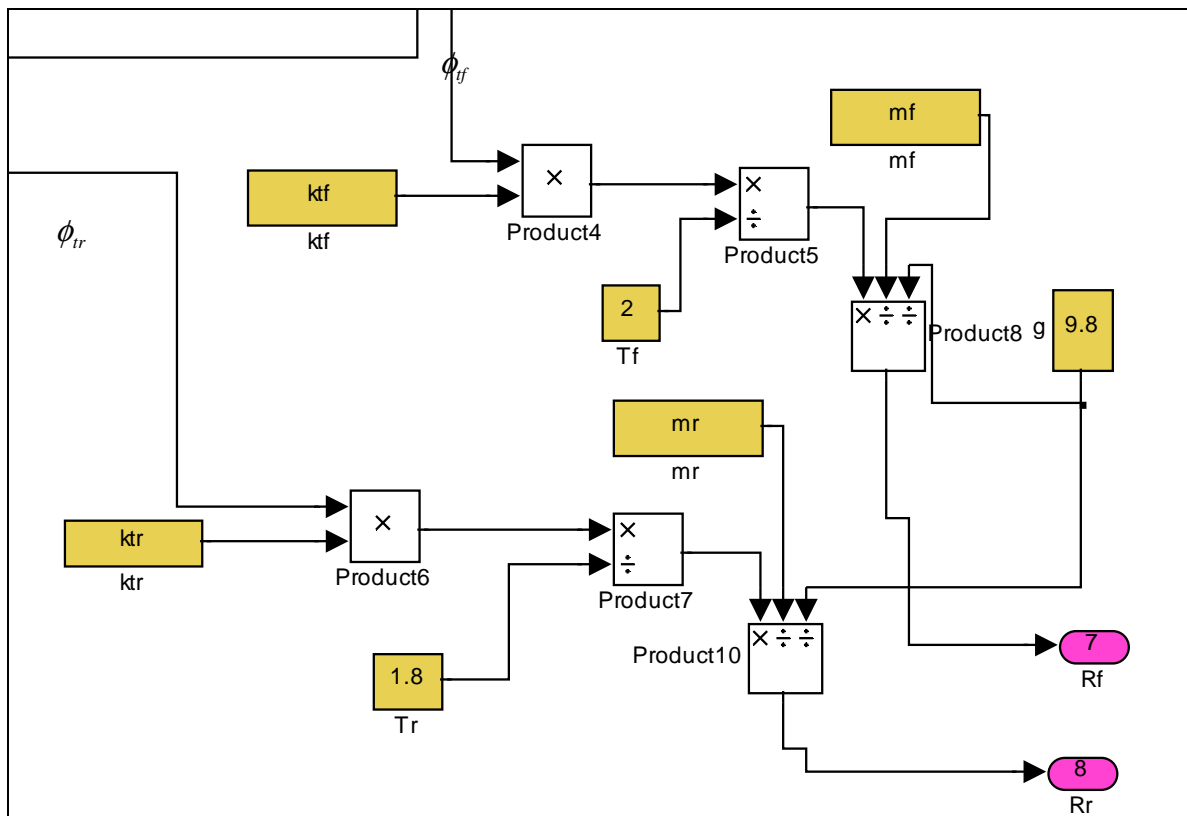 ϕtf
mf
mf
×
ktf
ktf
Product4
×
÷
Product5
ϕtr
2
Tf
× ÷ ÷
Product8
g
9.8
mr
mr
×
ktr
ktr
Product6
×
÷
Product7
× ÷ ÷
Product10
1.8
Tr
7
Rf
8
Rr